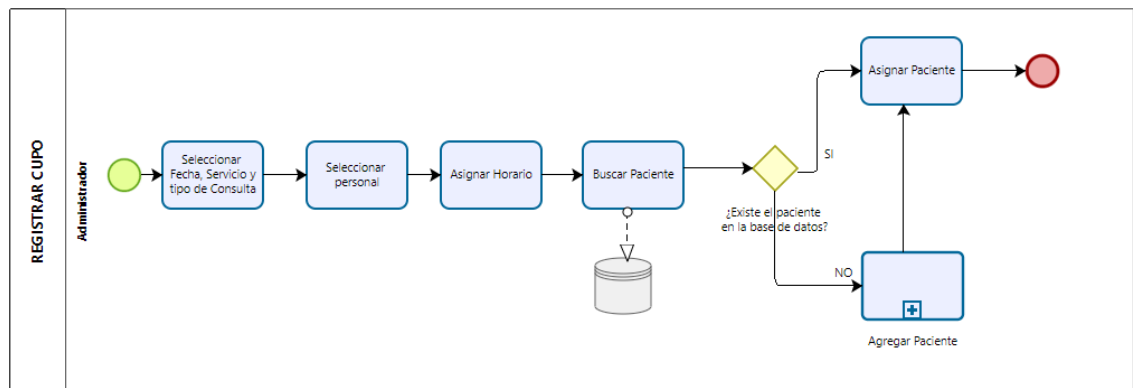 REGISTRAR CUPO
Administrador
Seleccionar
Fecha, Servicio y
tipo de Consulta
Seleccionar
personal
Asignar Horario
Buscar Paciente
¿Existe el paciente
en la base de datos?
SI
Asignar Paciente
NO
Agregar Paciente